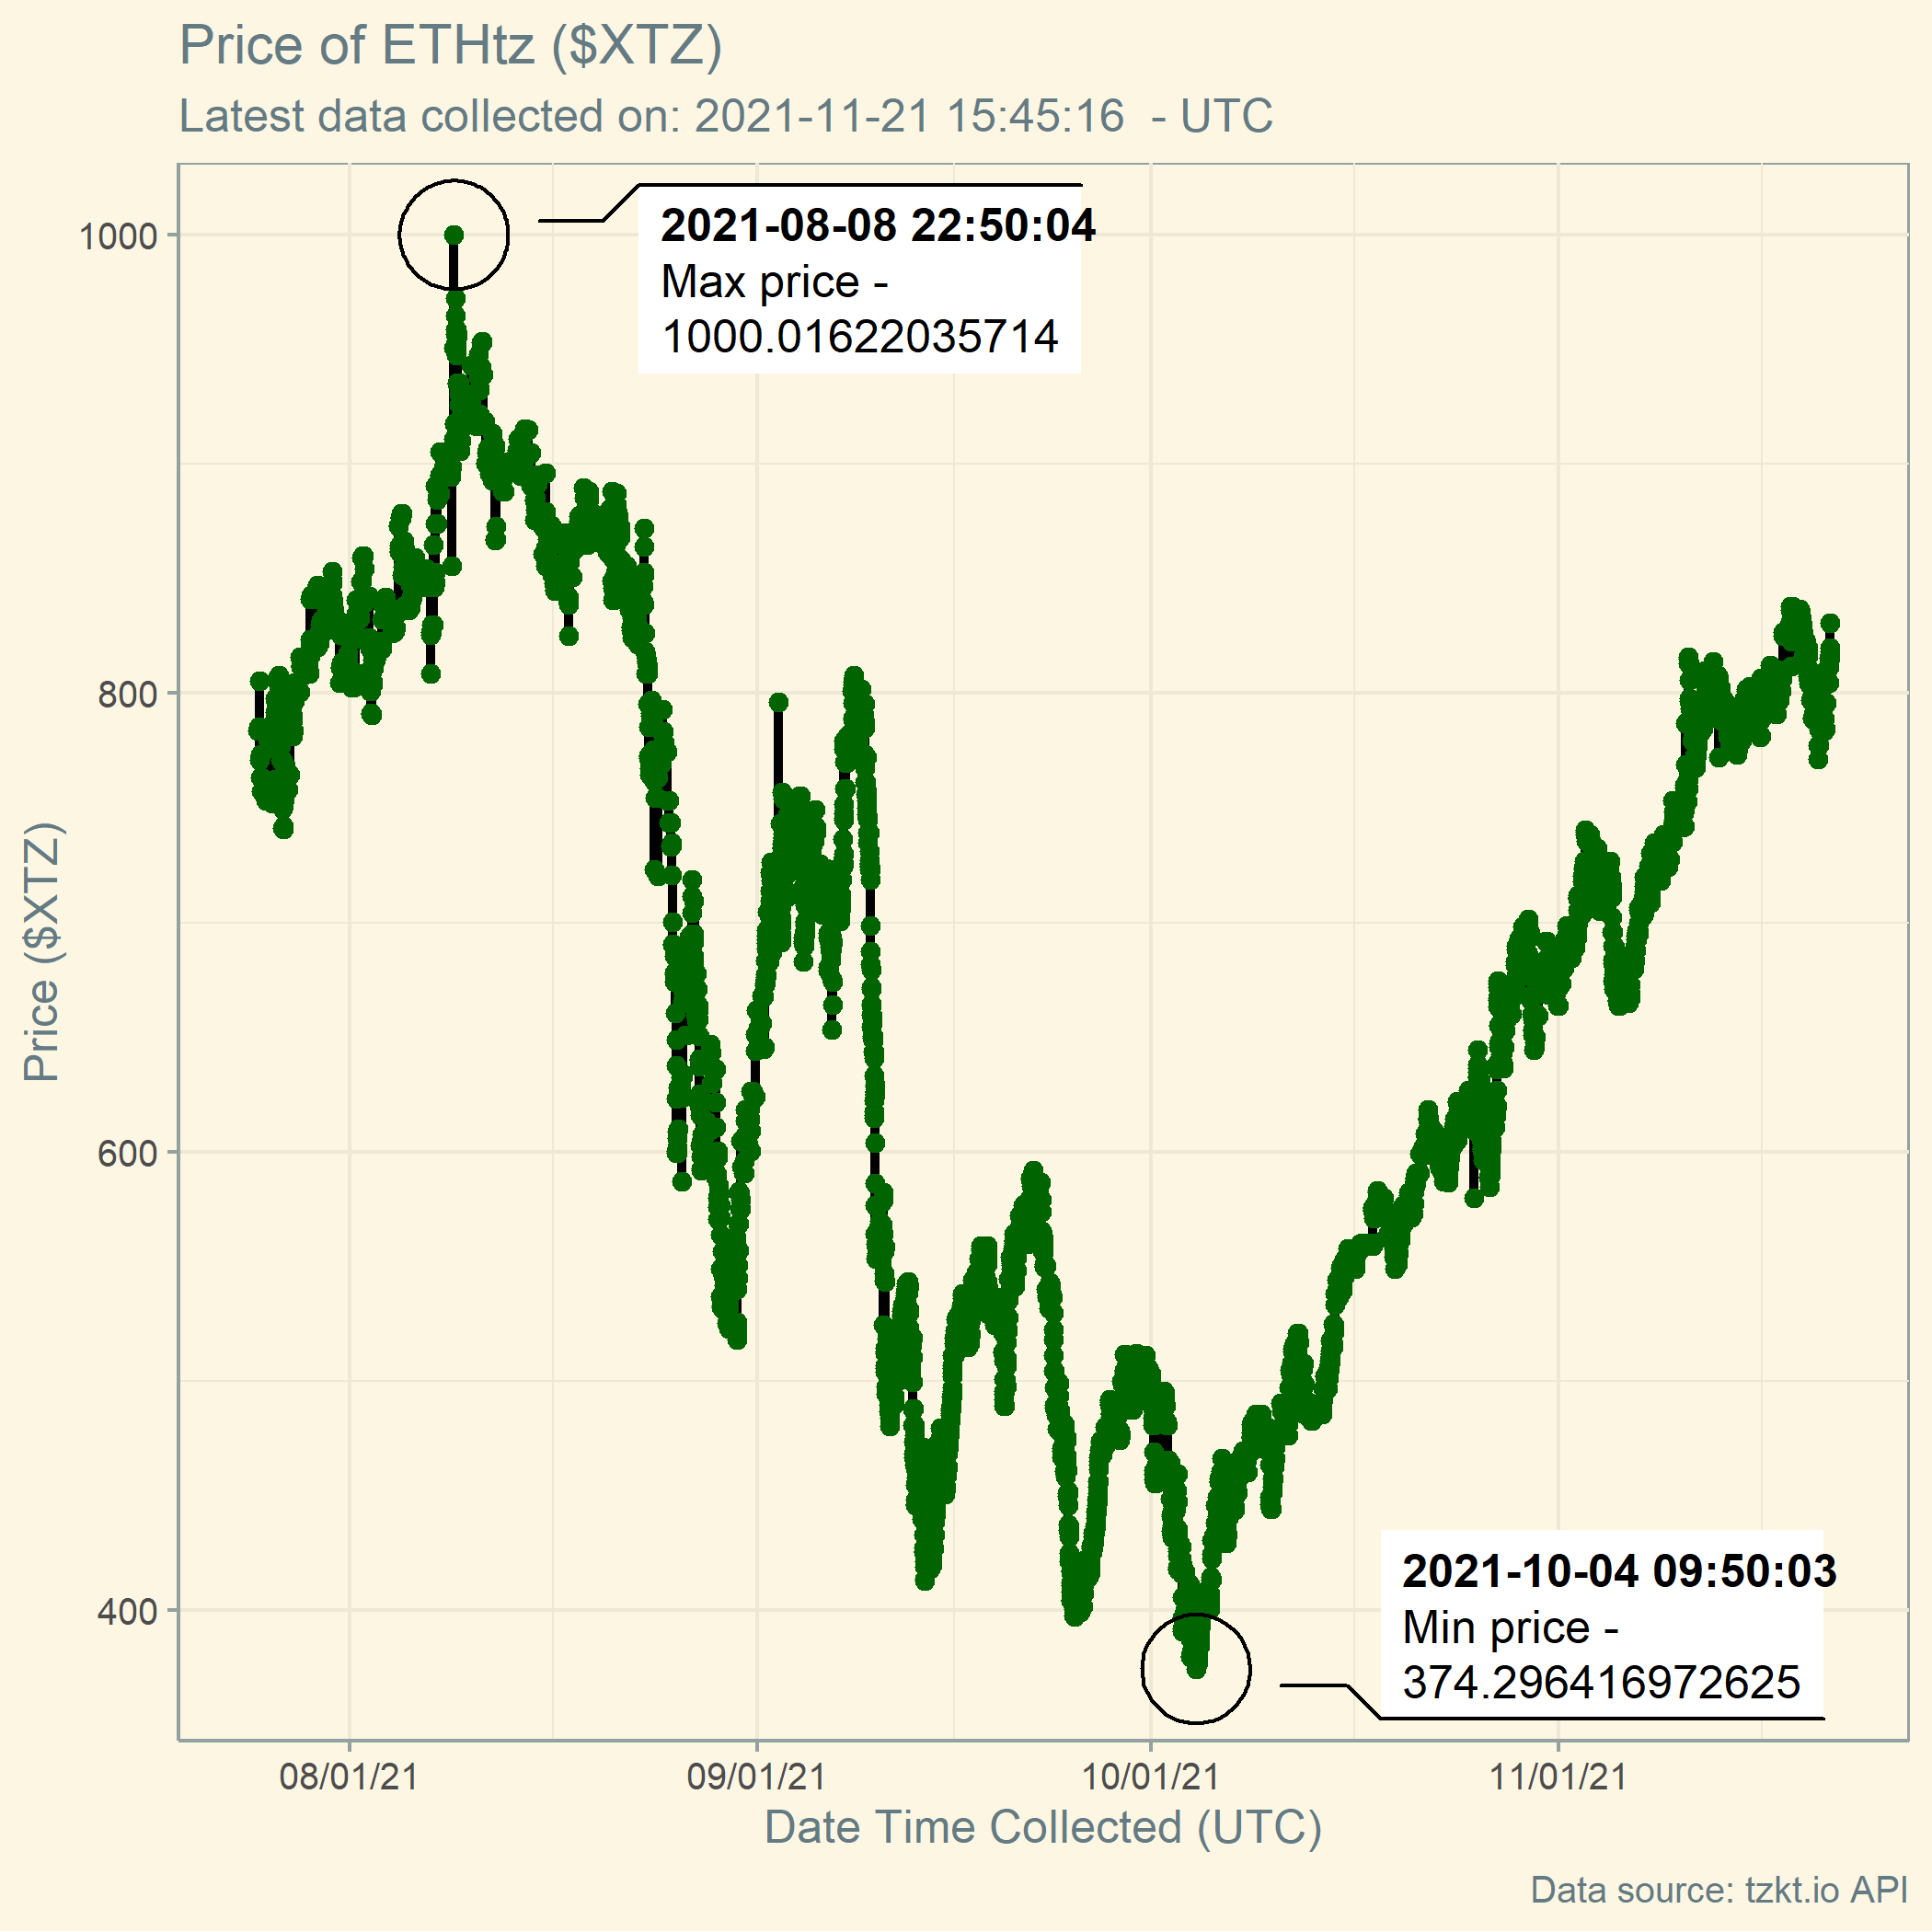 Price of ETHtz ($XTZ)
Latest data collected on: 2021-11-21 15:45:16  - UTC
2021-08-08 22:50:04
Max price -
1000.01622035714
1000
800
600
400
Price ($XTZ)
2021-10-04 09:50:03
Min price -
374.296416972625
08/01/21
09/01/21
10/01/21
11/01/21
Date Time Collected (UTC)
Data source: tzkt.io API